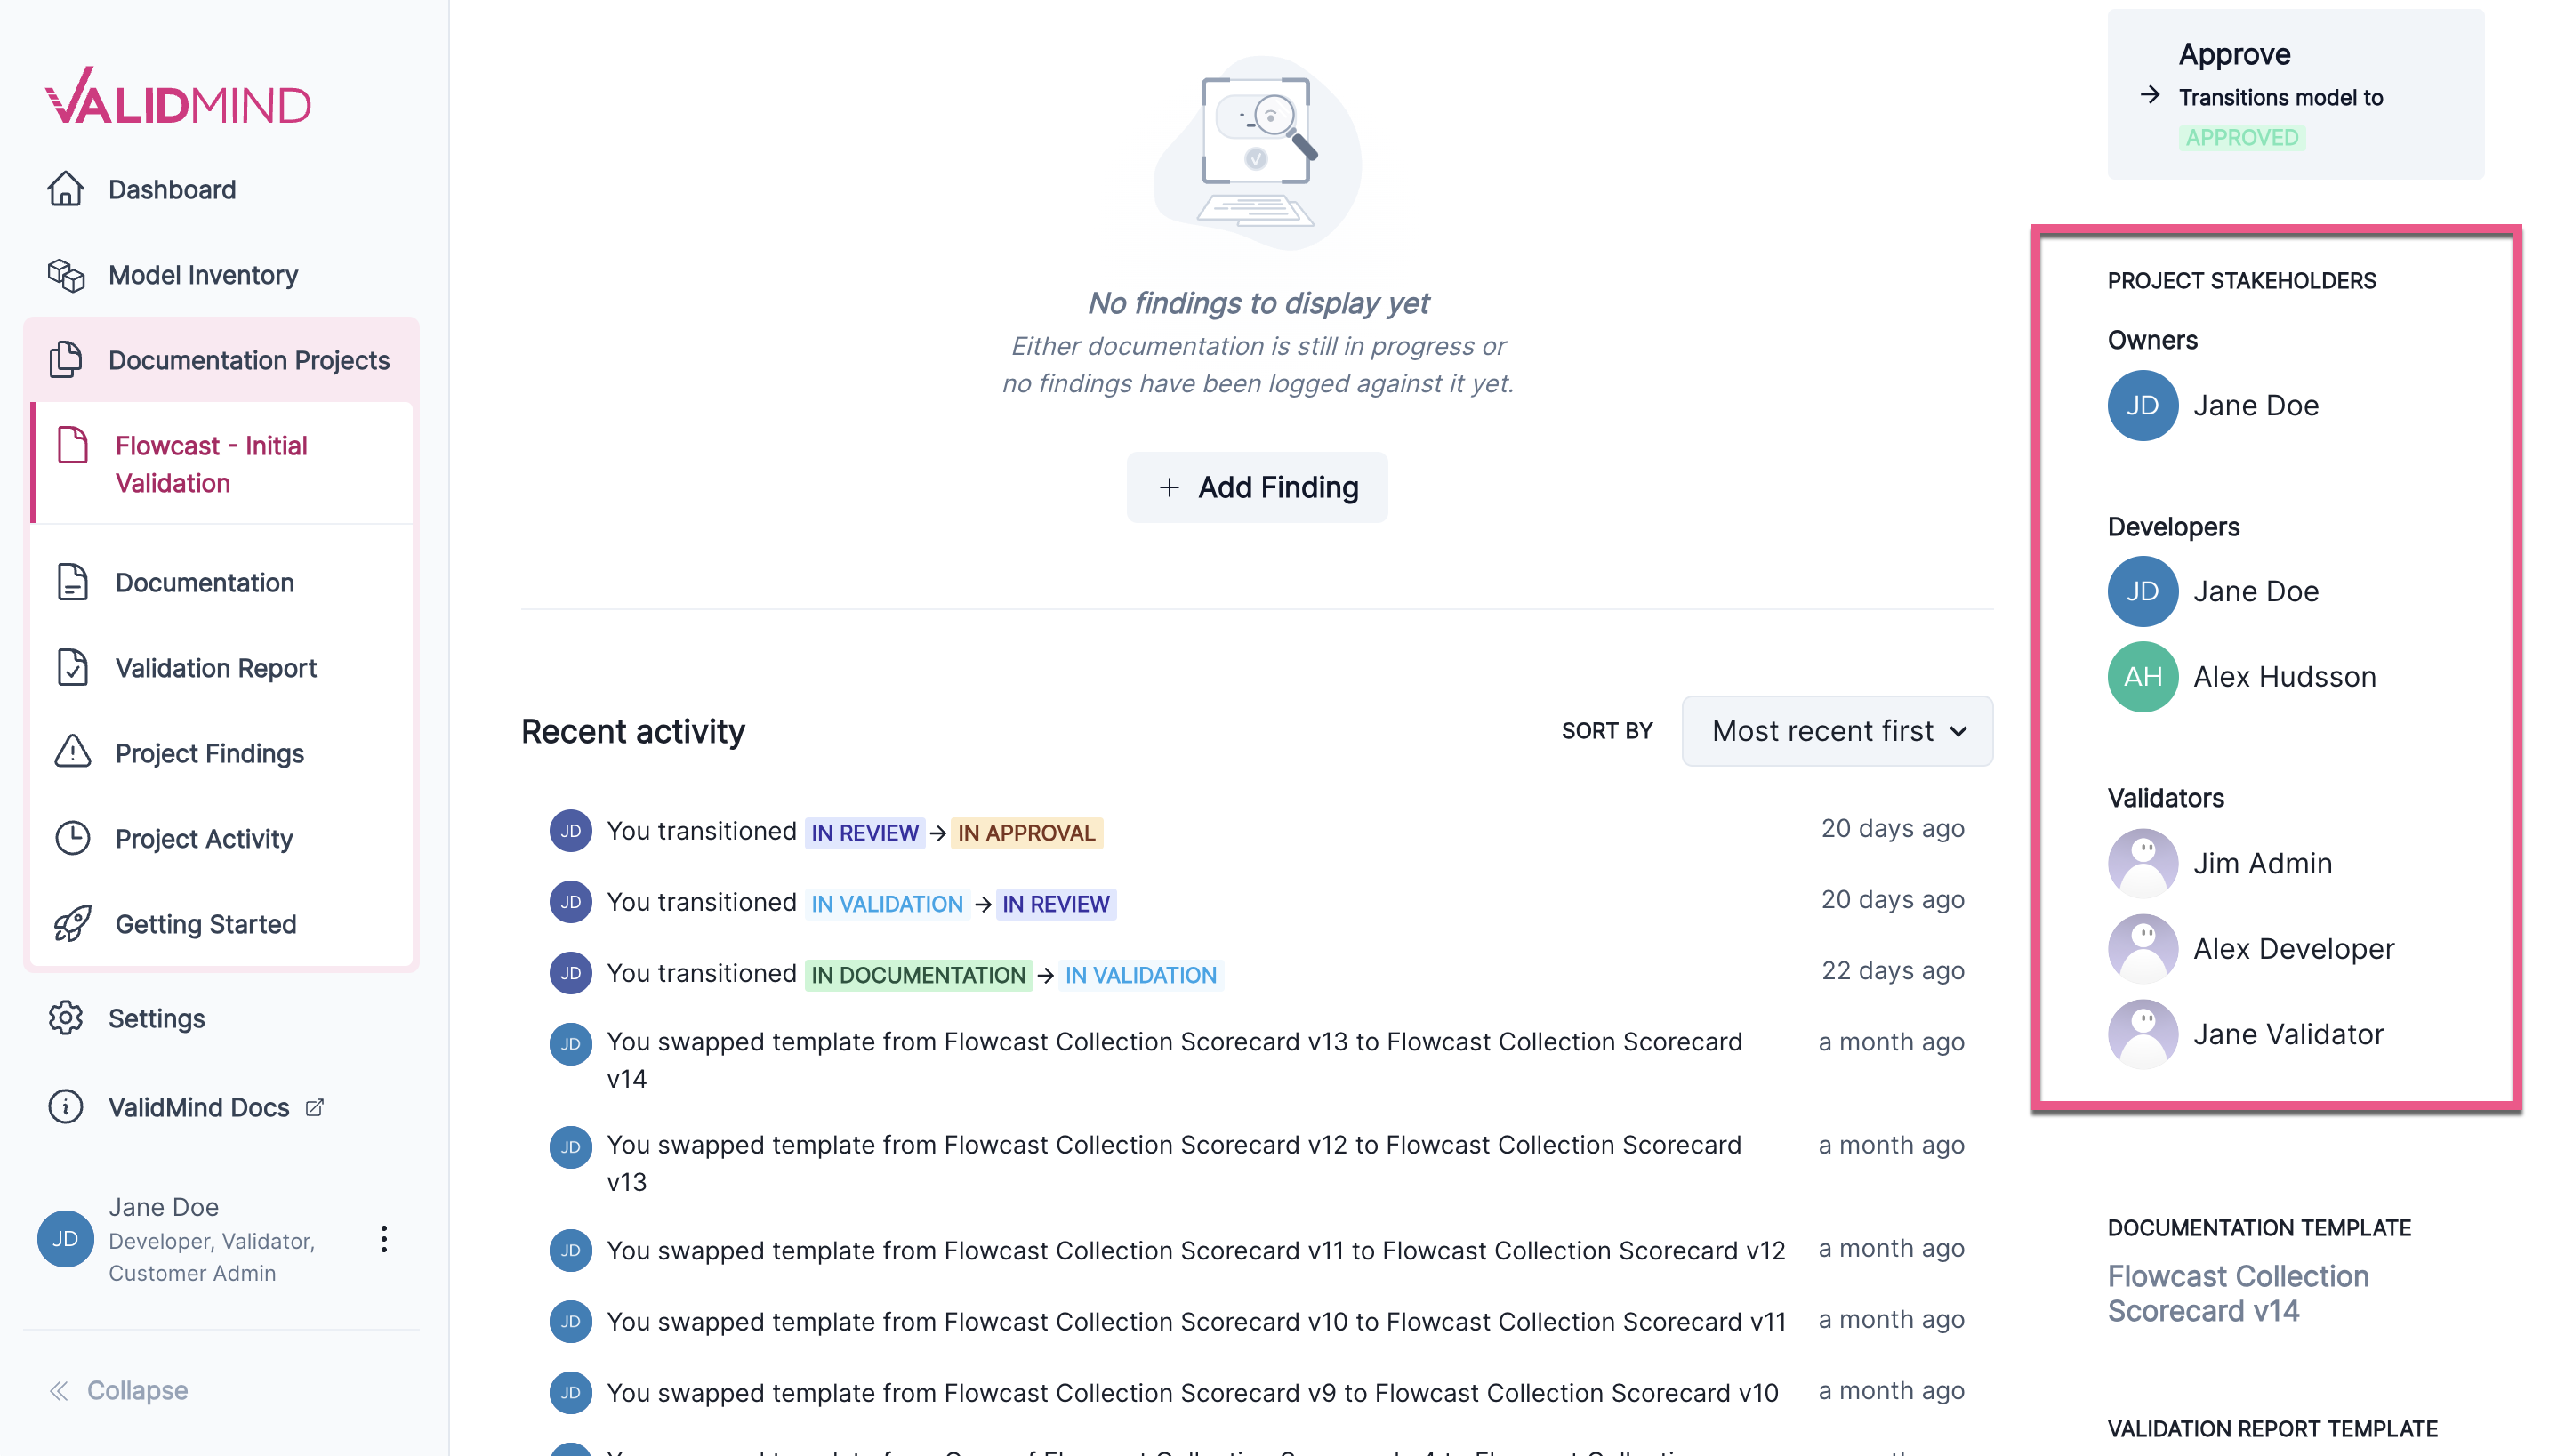 VALIDMIND
Dashboard
Model Inventory
Documentation Projects
Flowcast - Initial
Validation
Documentation
Validation Report
Project Findings
Project Activity
Getting Started
Settings
ValidMind Docs
JD
Jane Doe
Developer, Validator,
Customer Admin
Collapse
No findings to display yet
Either documentation is still in progress or
no findings have been logged against it yet.
+ Add Finding
Recent activity
SORT BY
Most recent first
JD You transitioned IN REVIEW → IN APPROVAL 20 days ago
JD You transitioned IN VALIDATION → IN REVIEW 20 days ago
JD You transitioned IN DOCUMENTATION → IN VALIDATION 22 days ago
JD You swapped template from Flowcast Collection Scorecard v13 to Flowcast Collection Scorecard a month ago
v14
JD You swapped template from Flowcast Collection Scorecard v12 to Flowcast Collection Scorecard a month ago
v13
JD You swapped template from Flowcast Collection Scorecard v11 to Flowcast Collection Scorecard v12 a month ago
JD You swapped template from Flowcast Collection Scorecard v10 to Flowcast Collection Scorecard v11 a month ago
JD You swapped template from Flowcast Collection Scorecard v9 to Flowcast Collection Scorecard v10 a month ago
Approve
→ Transitions model to
APPROVED
PROJECT STAKEHOLDERS
Owners
JD Jane Doe
Developers
JD Jane Doe
AH Alex Hudsson
Validators
Jim Admin
Alex Developer
Jane Validator
DOCUMENTATION TEMPLATE
Flowcast Collection
Scorecard v14
VALIDATION REPORT TEMPLATE